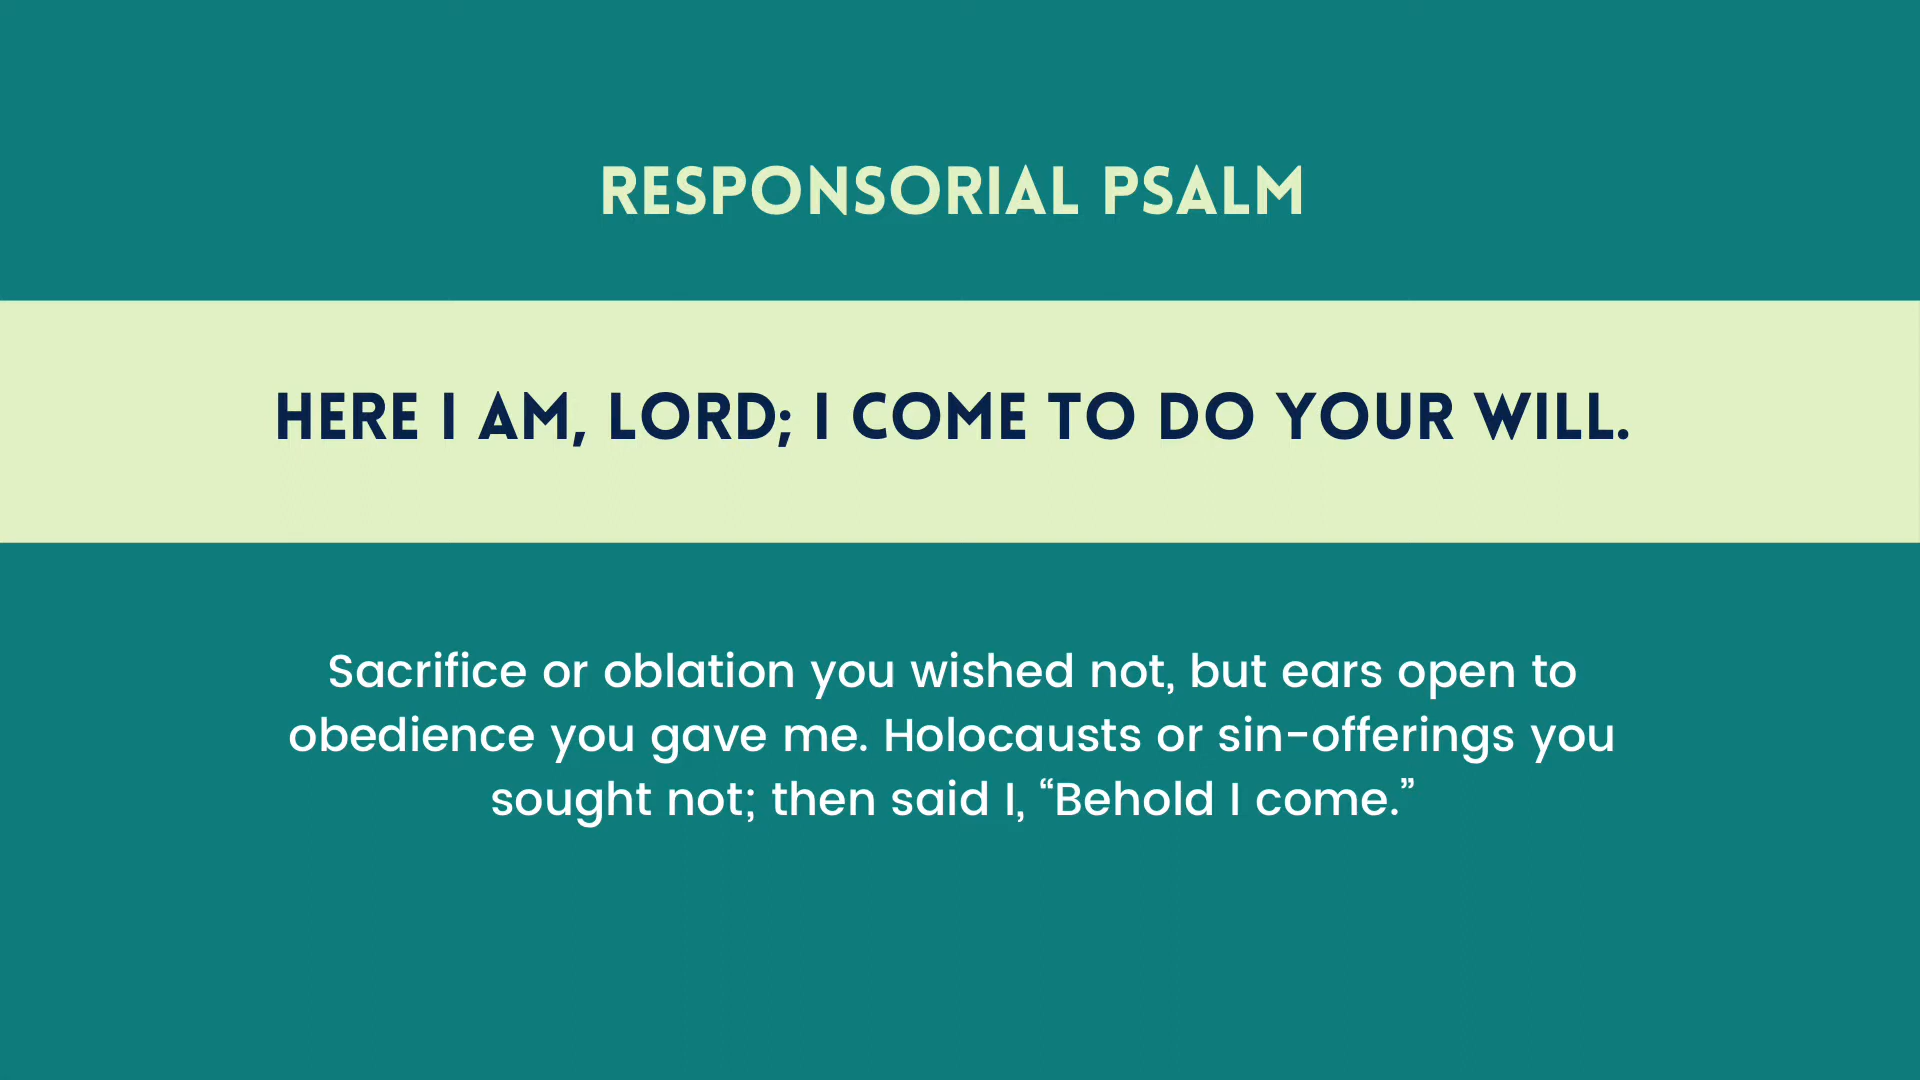 RESPONSORIAL PSALM
HERE I AM, LORD; I COME TO DO YOUR WILL.
Sacrifice or oblation you wished not, but ears open to
obedience you gave me. Holocausts or sin-offerings you
sought not; then said I, “Behold I come.”